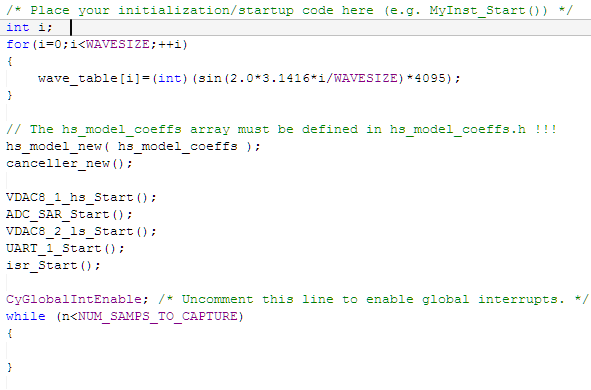 /* Place your initialization/startup code here (e.g. MyInst_Start()) */
int i;
for(i=0;i<WAVESIZE;++i)
{
    wave_table[i]=(int)(sin(2.0*3.1416*i/WAVESIZE)*4095);
}
// The hs_model_coeffs array must be defined in hs_model_coeffs.h !!!
hs_model_new( hs_model_coeffs );
canceller_new();
VDAC8_1_hs_Start();
ADC_SAR_Start();
VDAC8_2_ls_Start();
UART_1_Start();
isr_Start();
CyGlobalIntEnable; /* Uncomment this line to enable global interrupts. */
while (n<NUM_SAMPS_TO_CAPTURE)
{
}